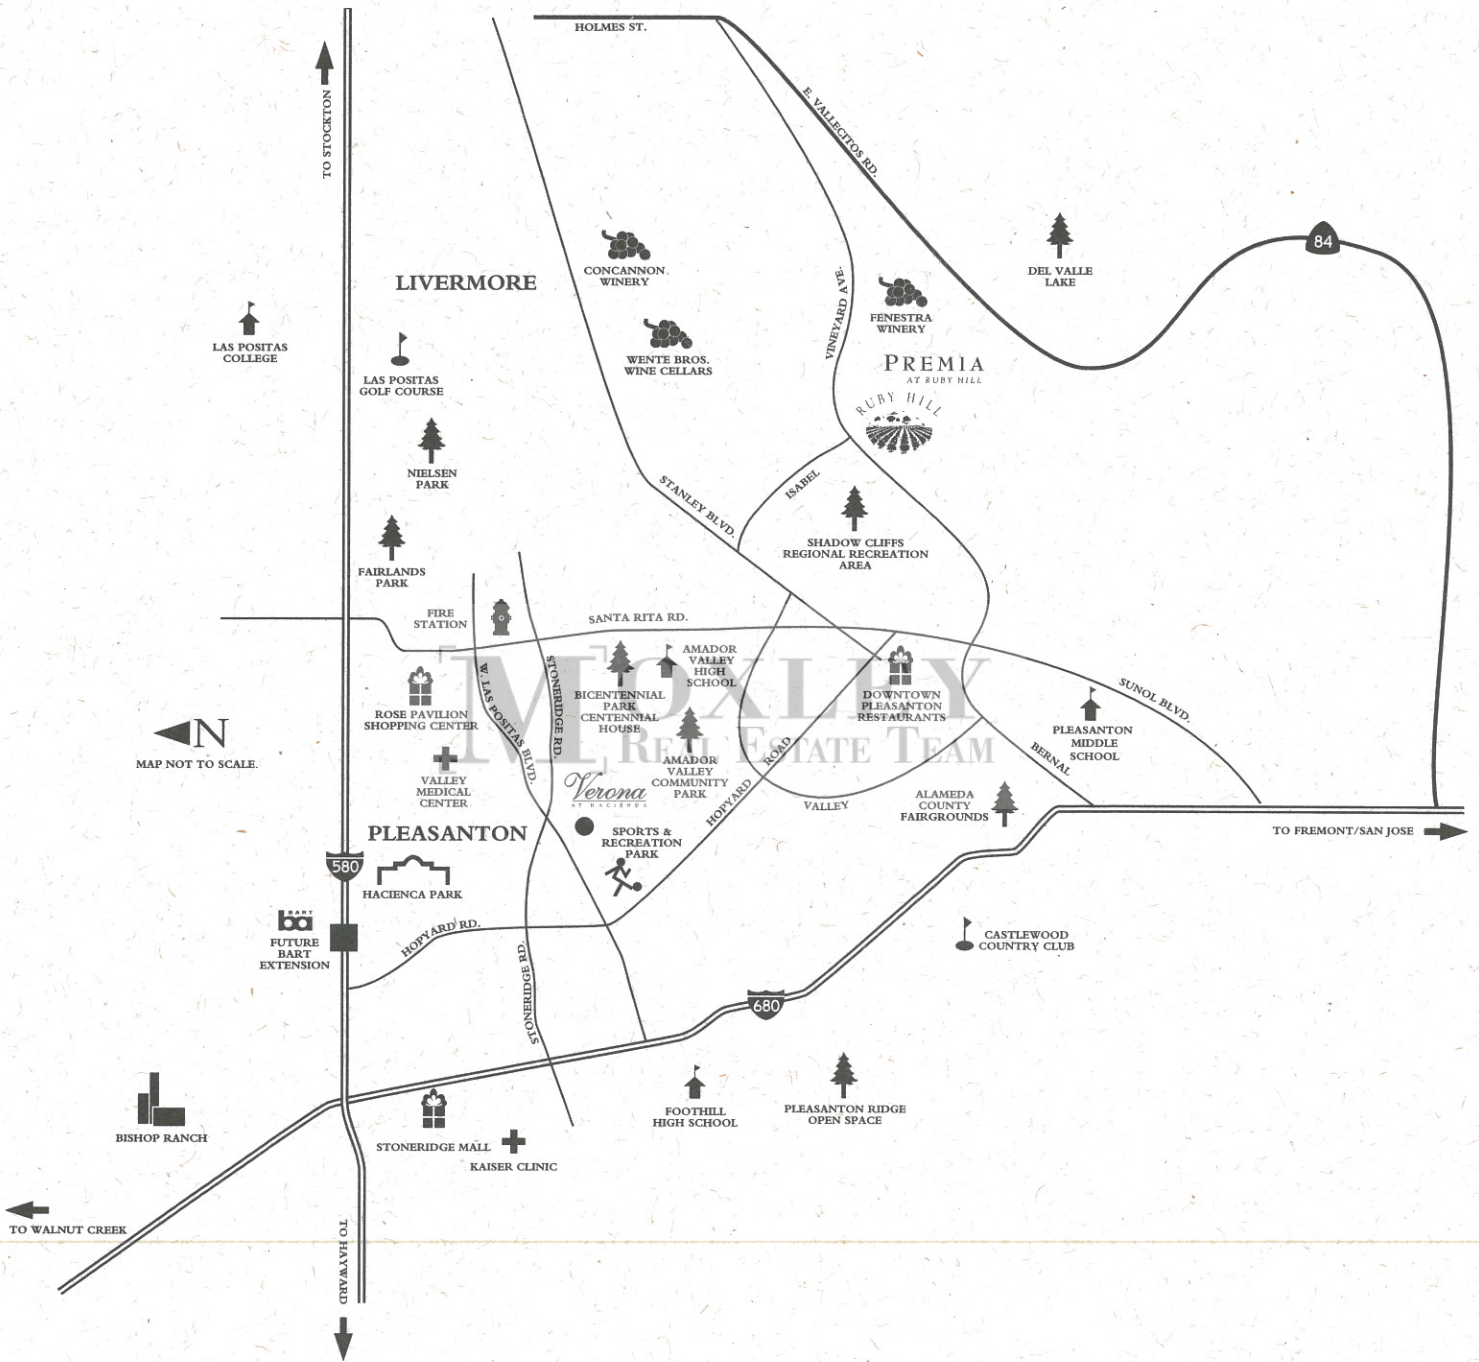 HOLMES ST.
TO STOCKTON
E. VALLECITOS RD.
84
DEL VALLE
LAKE
CONCANNON
WINERY
LIVERMORE
VINEYARD AVE.
FENESTRA
WINERY
LAS POSITAS
COLLEGE
LAS POSITAS
GOLF COURSE
WENTE BROS.
WINE CELLARS
PREMIA
AT RUBY HILL
RUBY HILL
NIELSEN
PARK
STANLEY BLVD.
ISABEL
SHADOW CLIFFS
REGIONAL RECREATION
AREA
FAIRLANDS
PARK
FIRE
STATION
SANTA RITA RD.
MOXLEY
REAL ESTATE TEAM
W. LAS POSITAS BLVD.
STONERIDGE RD.
BICENTENNIAL
PARK
CENTENNIAL
HOUSE
AMADOR
VALLEY
HIGH
SCHOOL
DOWNTOWN
PLEASANTON
RESTAURANTS
SUNOL BLVD.
ROSE PAVILION
SHOPPING CENTER
PLEASANTON
MIDDLE
SCHOOL
N
MAP NOT TO SCALE.
VALLEY
MEDICAL
CENTER
AMADOR
VALLEY
COMMUNITY
PARK
HOPYARD ROAD
BERNAL
Verona
AT HACIENDA
VALLEY
ALAMEDA
COUNTY
FAIRGROUNDS
PLEASANTON
SPORTS &
RECREATION
PARK
TO FREMONT/SAN JOSE
580
HACIENCA PARK
BART
ba
FUTURE
BART
EXTENSION
HOPYARD RD.
STONERIDGE RD.
CASTLEWOOD
COUNTRY CLUB
680
BISHOP RANCH
STONERIDGE MALL
KAISER CLINIC
FOOTHILL
HIGH SCHOOL
PLEASANTON RIDGE
OPEN SPACE
TO WALNUT CREEK
TO HAYWARD